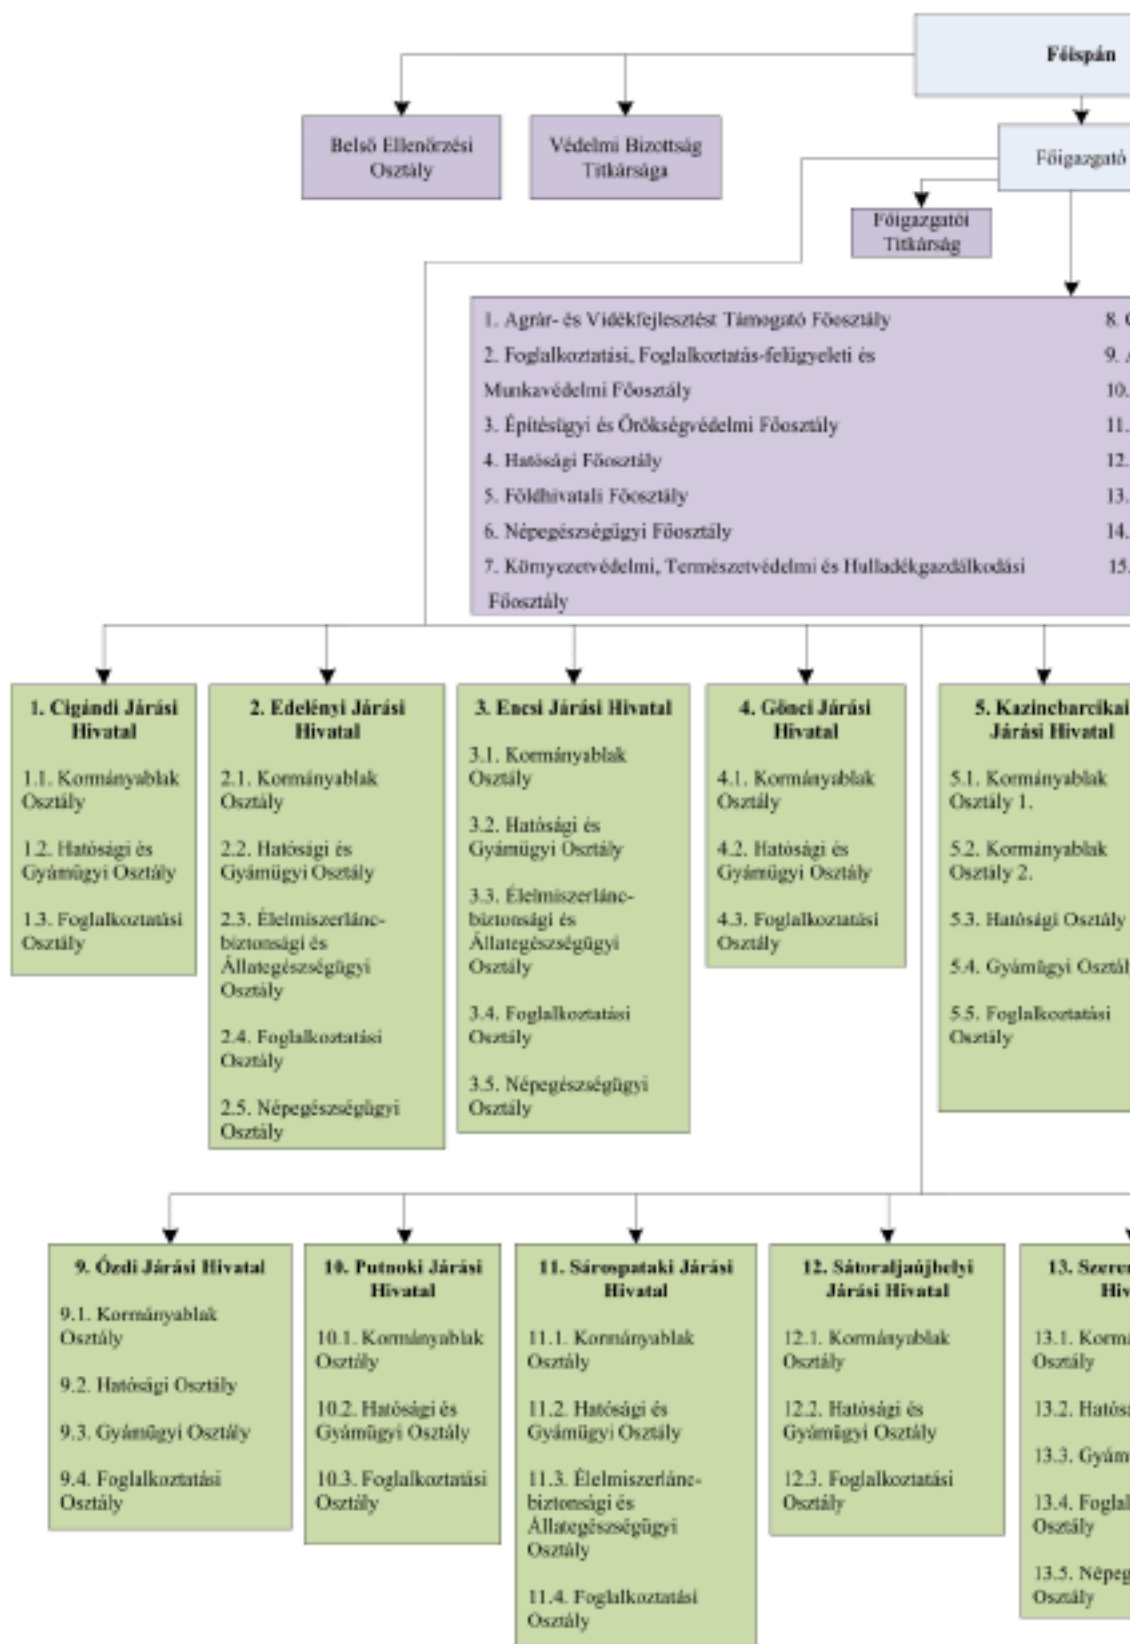 Főispán
Belső Ellenőrzési
Osztály
Védelmi Bizottság
Titkársága
Főigazgató
Főigazgatói
Titkárság
1. Agrár- és Vidékfejlesztést Támogató Főosztály
2. Foglalkoztatási, Foglalkoztatás-felügyeleti és
Munkavédelmi Főosztály
3. Építésügyi és Örökségvédelmi Főosztály
4. Hatósági Főosztály
5. Földhivatali Főosztály
6. Népegészségügyi Főosztály
7. Környezetvédelmi, Természetvédelmi és Hulladékgazdálkodási
Főosztály
8.
9.
10.
11.
12.
13.
14.
15.
1. Cigándi Járási
Hivatal
1.1. Kormányablak
Osztály
1.2. Hatósági és
Gyámügyi Osztály
1.3. Foglalkoztatási
Osztály
2. Edelényi Járási
Hivatal
2.1. Kormányablak
Osztály
2.2. Hatósági és
Gyámügyi Osztály
2.3. Élelmiszerlánc-
biztonsági és
Állategészségügyi
Osztály
2.4. Foglalkoztatási
Osztály
2.5. Népegészségügyi
Osztály
3. Encsi Járási Hivatal
3.1. Kormányablak
Osztály
3.2. Hatósági és
Gyámügyi Osztály
3.3. Élelmiszerlánc-
biztonsági és
Állategészségügyi
Osztály
3.4. Foglalkoztatási
Osztály
3.5. Népegészségügyi
Osztály
4. Gönci Járási
Hivatal
4.1. Kormányablak
Osztály
4.2. Hatósági és
Gyámügyi Osztály
4.3. Foglalkoztatási
Osztály
5. Kazincbarcikai
Járási Hivatal
5.1. Kormányablak
Osztály 1.
5.2. Kormányablak
Osztály 2.
5.3. Hatósági Osztály
5.4. Gyámügyi Osztály
5.5. Foglalkoztatási
Osztály
9. Ózdi Járási Hivatal
9.1. Kormányablak
Osztály
9.2. Hatósági Osztály
9.3. Gyámügyi Osztály
9.4. Foglalkoztatási
Osztály
10. Putnoki Járási
Hivatal
10.1. Kormányablak
Osztály
10.2. Hatósági és
Gyámügyi Osztály
10.3. Foglalkoztatási
Osztály
11. Sárospataki Járási
Hivatal
11.1. Kormányablak
Osztály
11.2. Hatósági és
Gyámügyi Osztály
11.3. Élelmiszerlánc-
biztonsági és
Állategészségügyi
Osztály
11.4. Foglalkoztatási
Osztály
12. Sátoraljaújhelyi
Járási Hivatal
12.1. Kormányablak
Osztály
12.2. Hatósági és
Gyámügyi Osztály
12.3. Foglalkoztatási
Osztály
13.
13.1.
Osztály
13.2.
13.3.
13.4.
Osztály
13.5.
Osztály